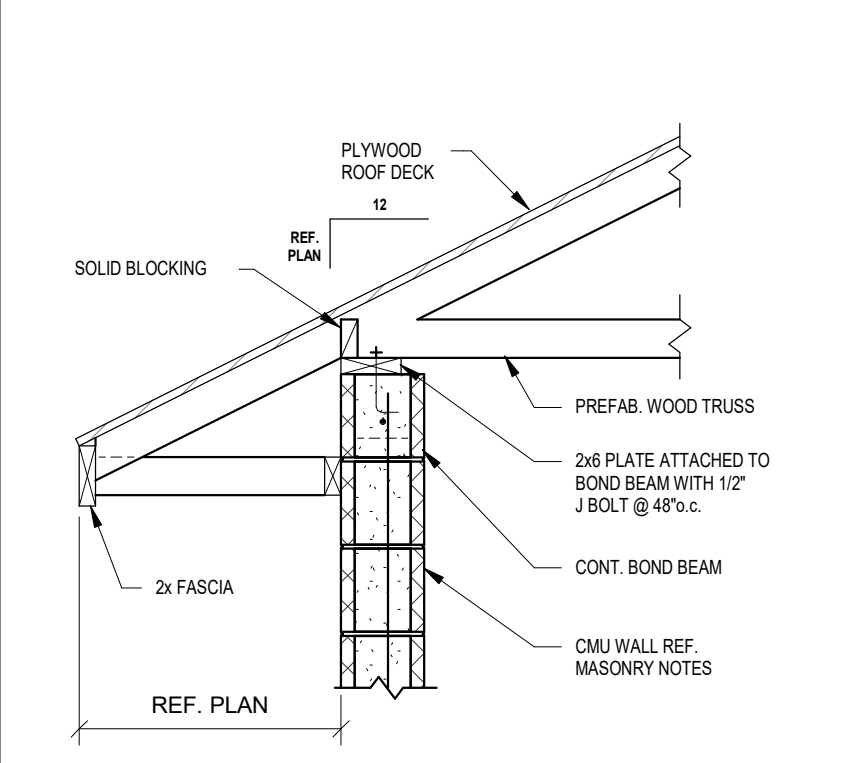 PLYWOOD
ROOF DECK
12
REF.
PLAN
SOLID BLOCKING
PREFAB. WOOD TRUSS
2x6 PLATE ATTACHED TO
BOND BEAM WITH 1/2"
J BOLT @ 48"o.c.
CONT. BOND BEAM
2x FASCIA
CMU WALL REF.
MASONRY NOTES
REF. PLAN